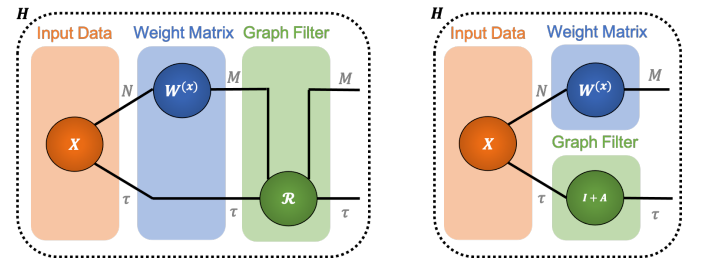 H
Input Data Weight Matrix Graph Filter
N M M
W⁽ˣ⁾
X
τ τ τ
ℛ
H
Input Data Weight Matrix
N M
W⁽ˣ⁾
X
Graph Filter
τ I + A τ